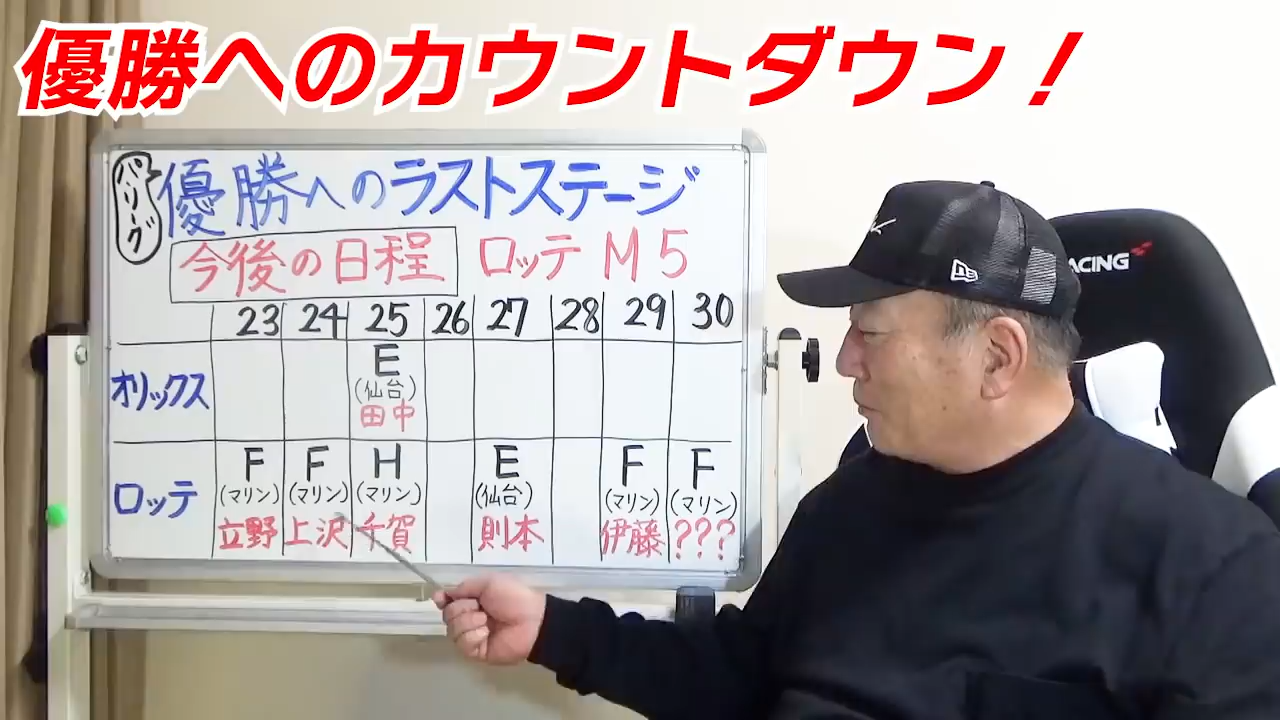 優勝へのカウントダウン！
パリーグ
優勝へのラストステージ
今後の日程 ロッテ M5
23 24 25 26 27 28 29 30
オリックス E (仙台) 田中
ロッテ F (マリン) 立野 F (マリン) 上沢 H (マリン) 千賀 E (仙台) 則本 F (マリン) 伊藤 F (マリン) ???
ACING